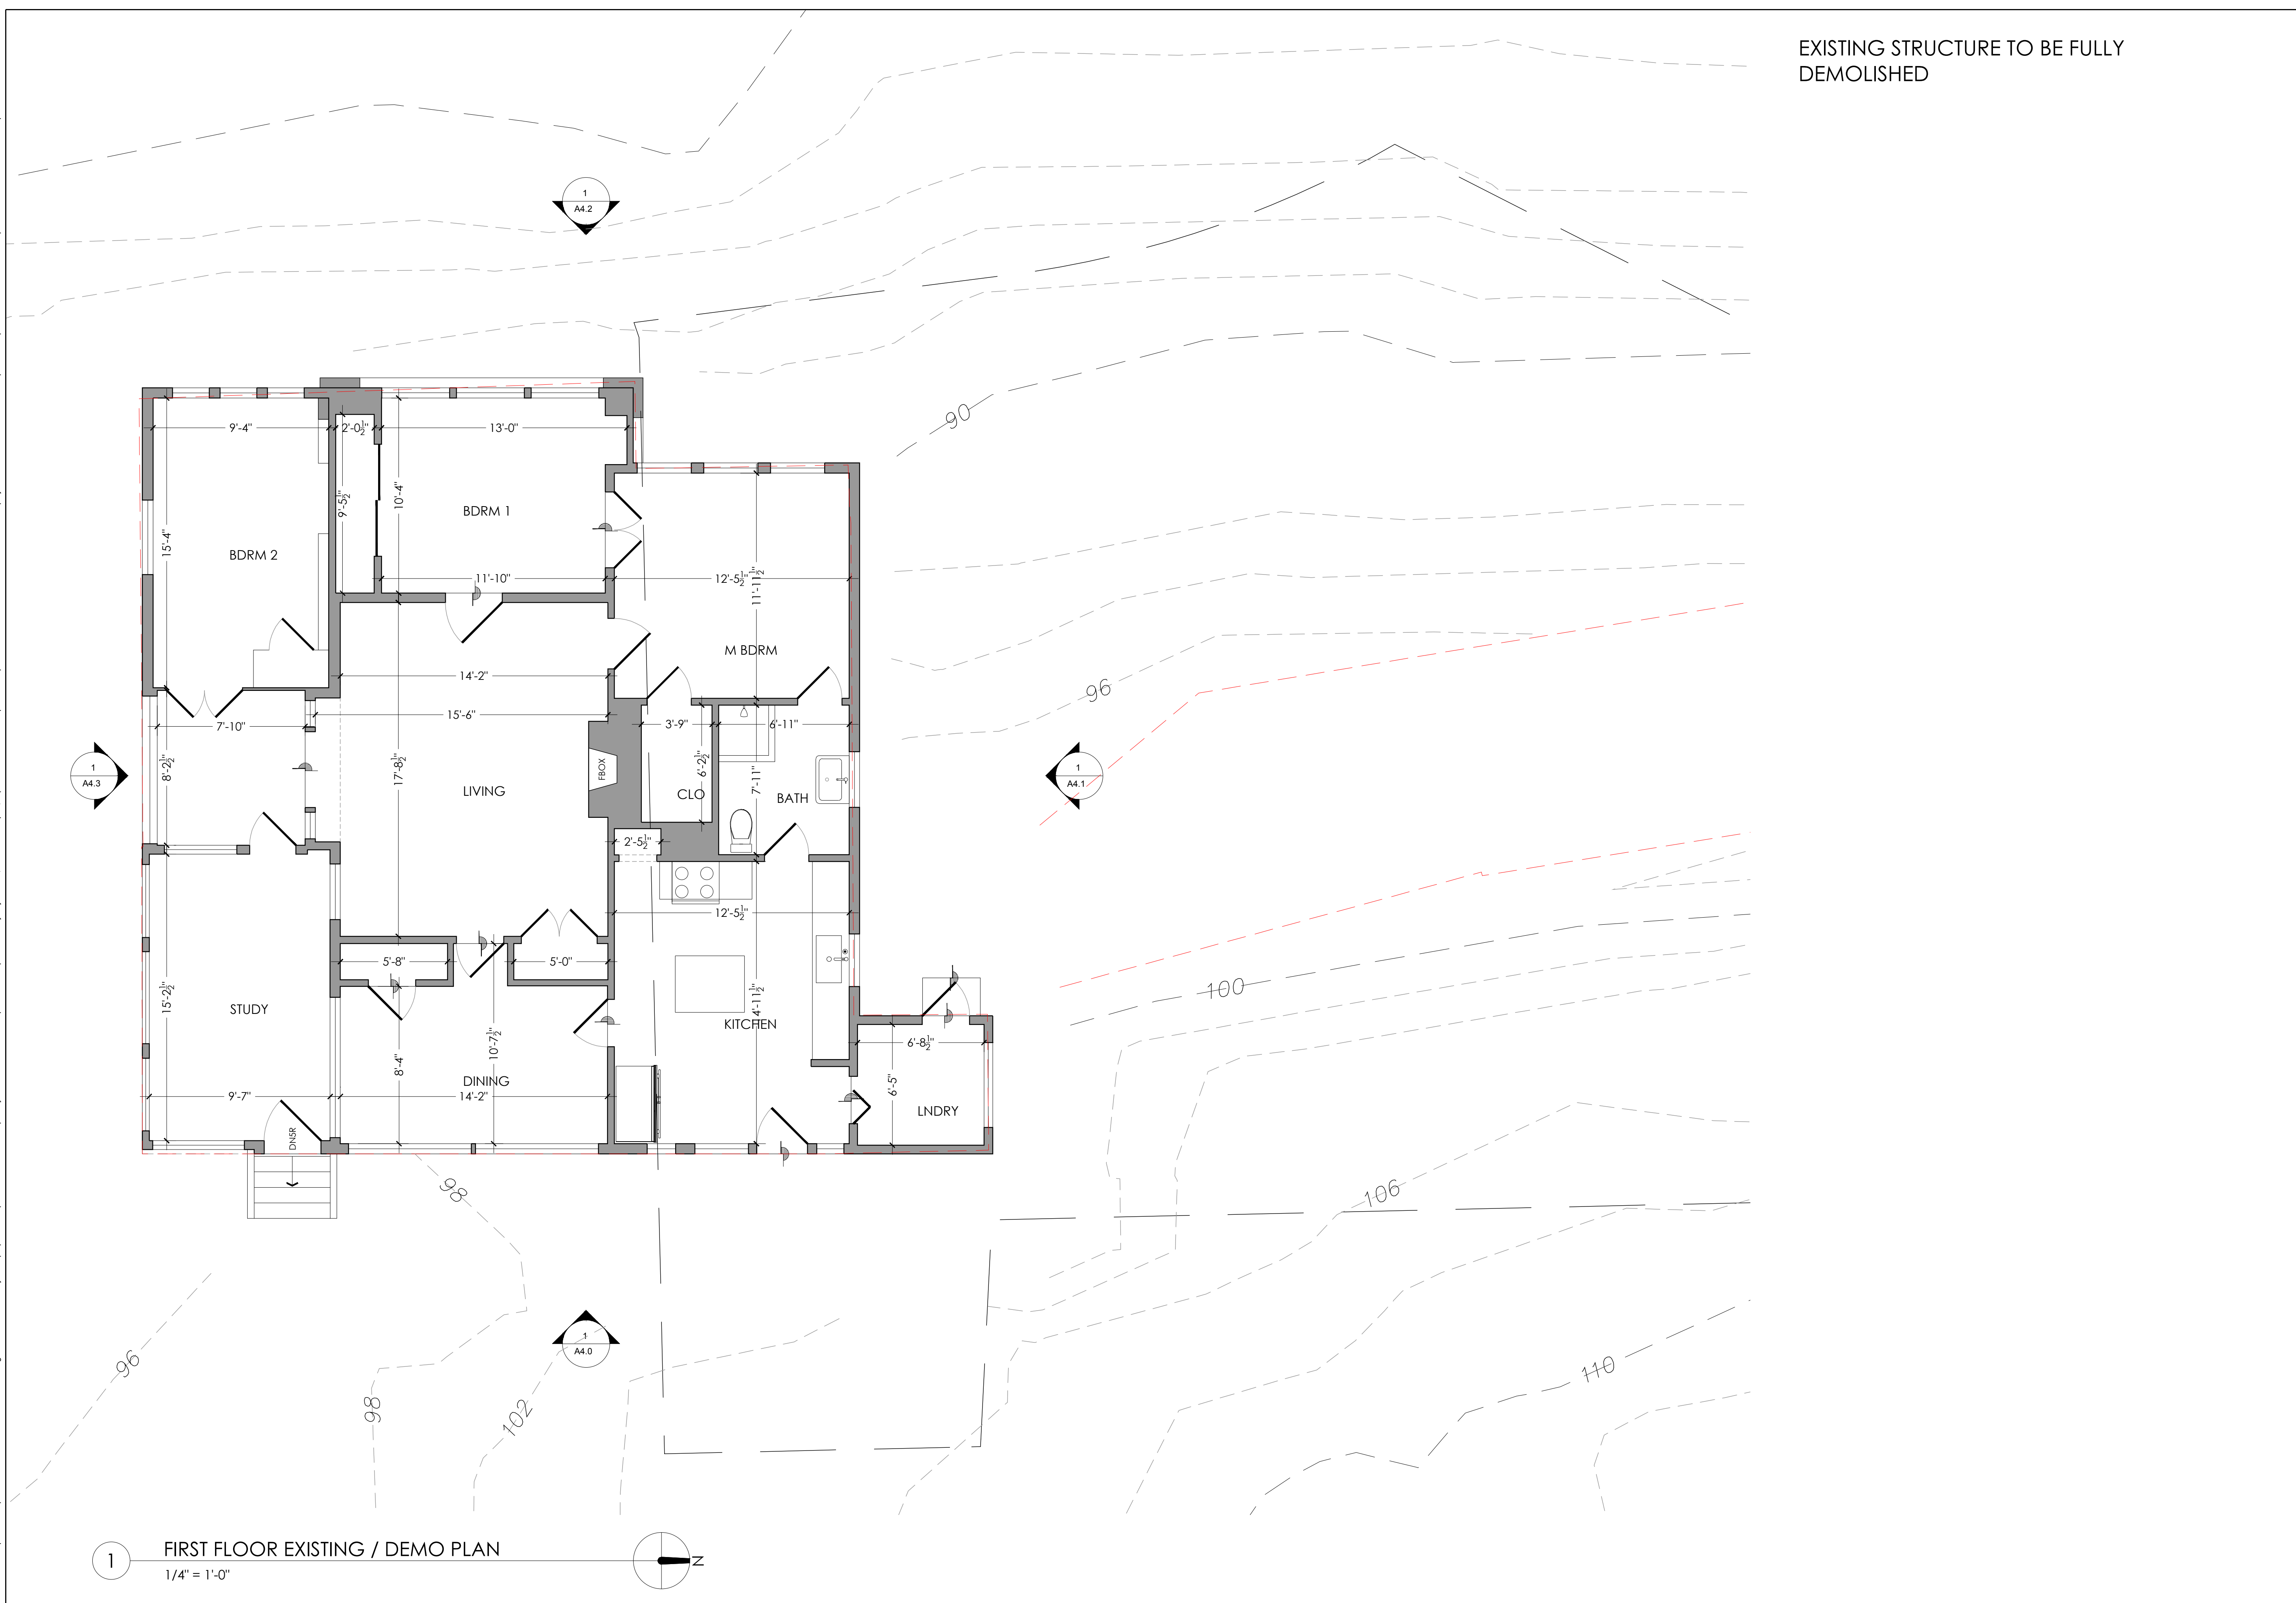 EXISTING STRUCTURE TO BE FULLY
DEMOLISHED
1
A4.2
90
9'-4"
2'-0½"
13'-0"
9'-5½"
10'-4"
BDRM 1
15'-4"
BDRM 2
11'-10"
12'-5½"
11'-11½"
M BDRM
14'-2"
96
15'-6"
7'-10"
3'-9"
6'-11"
8'-2½"
17'-8½"
FBOX
6'-2½"
7'-11"
1
A4.3
1
A4.1
LIVING
CLO
BATH
2'-5½"
12'-5½"
5'-8"
5'-0"
100
15'-2½"
STUDY
14'-11½"
KITCHEN
10'-7½"
6'-8½"
8'-4"
DINING
6'-5"
9'-7"
14'-2"
LNDRY
DN5R
98
106
1
A4.0
96
98
102
110
1
FIRST FLOOR EXISTING / DEMO PLAN
1/4" = 1'-0"
N